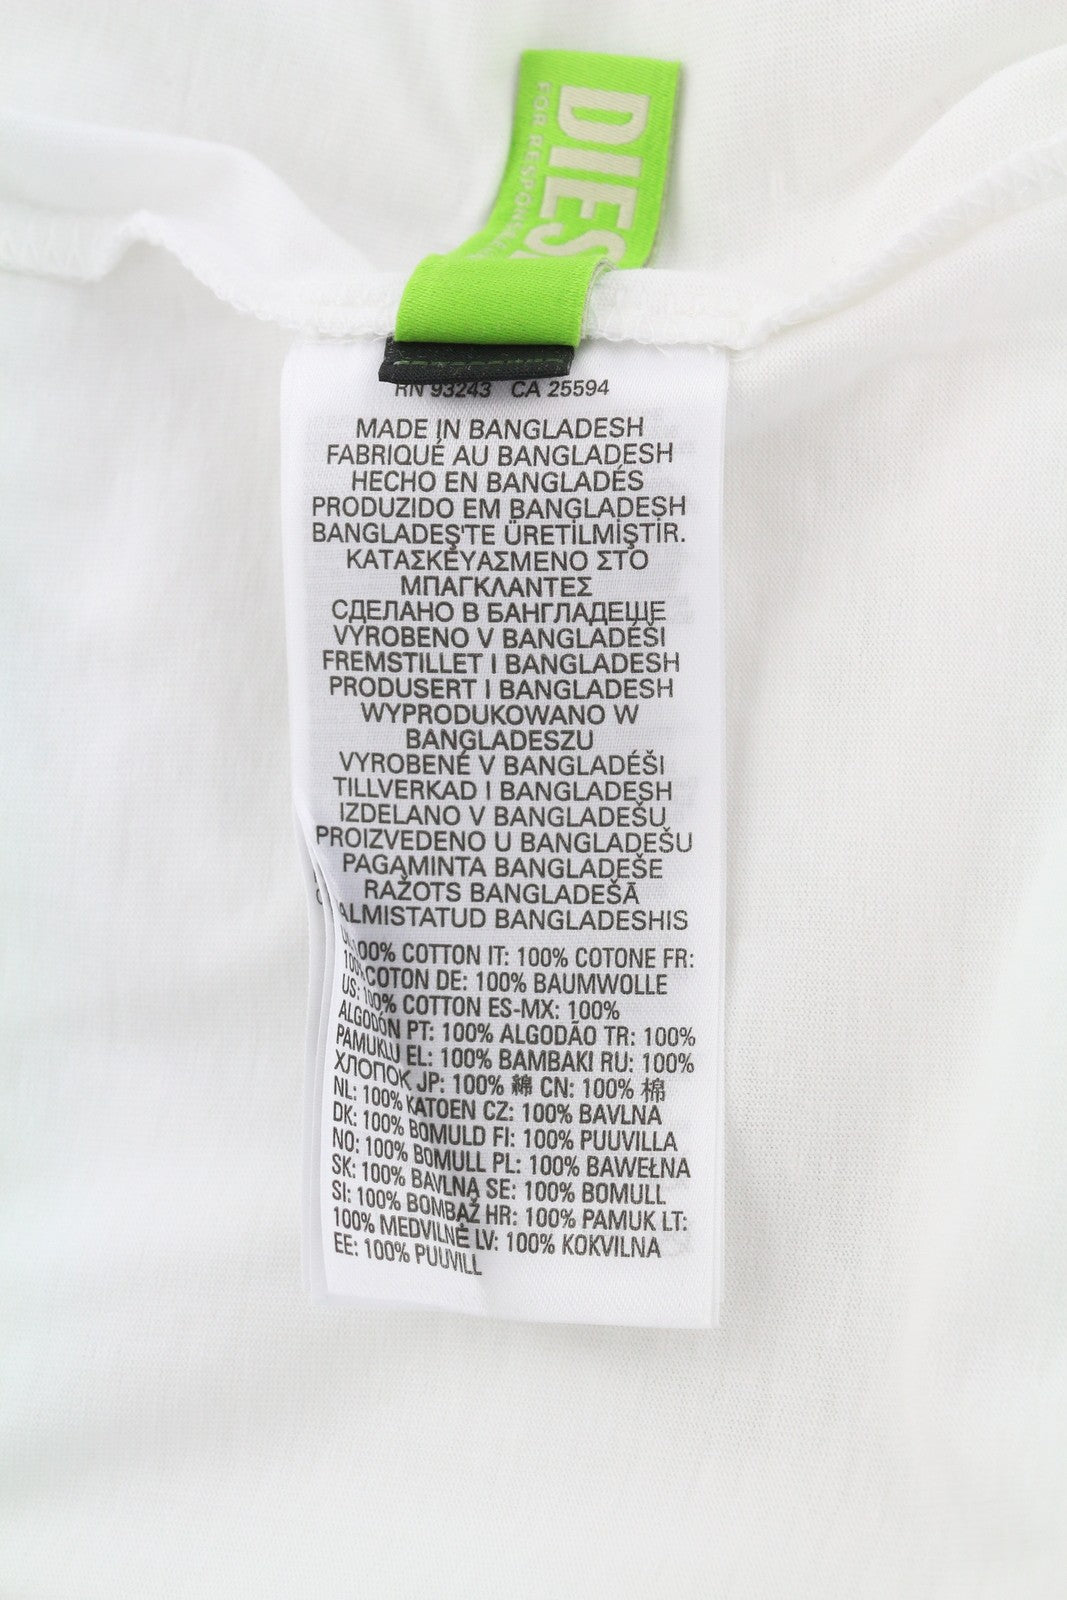 DIES
FOR RESPONS
RN 93243 CA 25594
MADE IN BANGLADESH
FABRIQUÉ AU BANGLADESH
HECHO EN BANGLADÉS
PRODUZIDO EM BANGLADESH
BANGLADEŞ'TE ÜRETİLMİŞTİR.
ΚΑΤΑΣΚΕΥΑΣΜΕΝΟ ΣΤΟ
ΜΠΑΓΚΛΑΝΤΕΣ
СДЕЛАНО В БАНГЛАДЕШЕ
VYROBENO V BANGLADÉŠI
FREMSTILLET I BANGLADESH
PRODUSERT I BANGLADESH
WYPRODUKOWANO W
BANGLADESZU
VYROBENÉ V BANGLADÉŠI
TILLVERKAD I BANGLADESH
IZDELANO V BANGLADEŠU
PROIZVEDENO U BANGLADEŠU
PAGAMINTA BANGLADEŠE
RAŽOTS BANGLADEŠĀ
ALMISTATUD BANGLADESHIS
100% COTTON IT: 100% COTONE FR:
100% COTON DE: 100% BAUMWOLLE
US: 100% COTTON ES-MX: 100%
ALGODÓN PT: 100% ALGODÃO TR: 100%
PAMUKLU EL: 100% BAMBAKI RU: 100%
ХЛОПОК JP: 100% 綿 CN: 100% 棉
NL: 100% KATOEN CZ: 100% BAVLNA
DK: 100% BOMULD FI: 100% PUUVILLA
NO: 100% BOMULL PL: 100% BAWEŁNA
SK: 100% BAVLNA SE: 100% BOMULL
SI: 100% BOMBAŽ HR: 100% PAMUK LT:
100% MEDVILNĖ LV: 100% KOKVILNA
EE: 100% PUUVILL